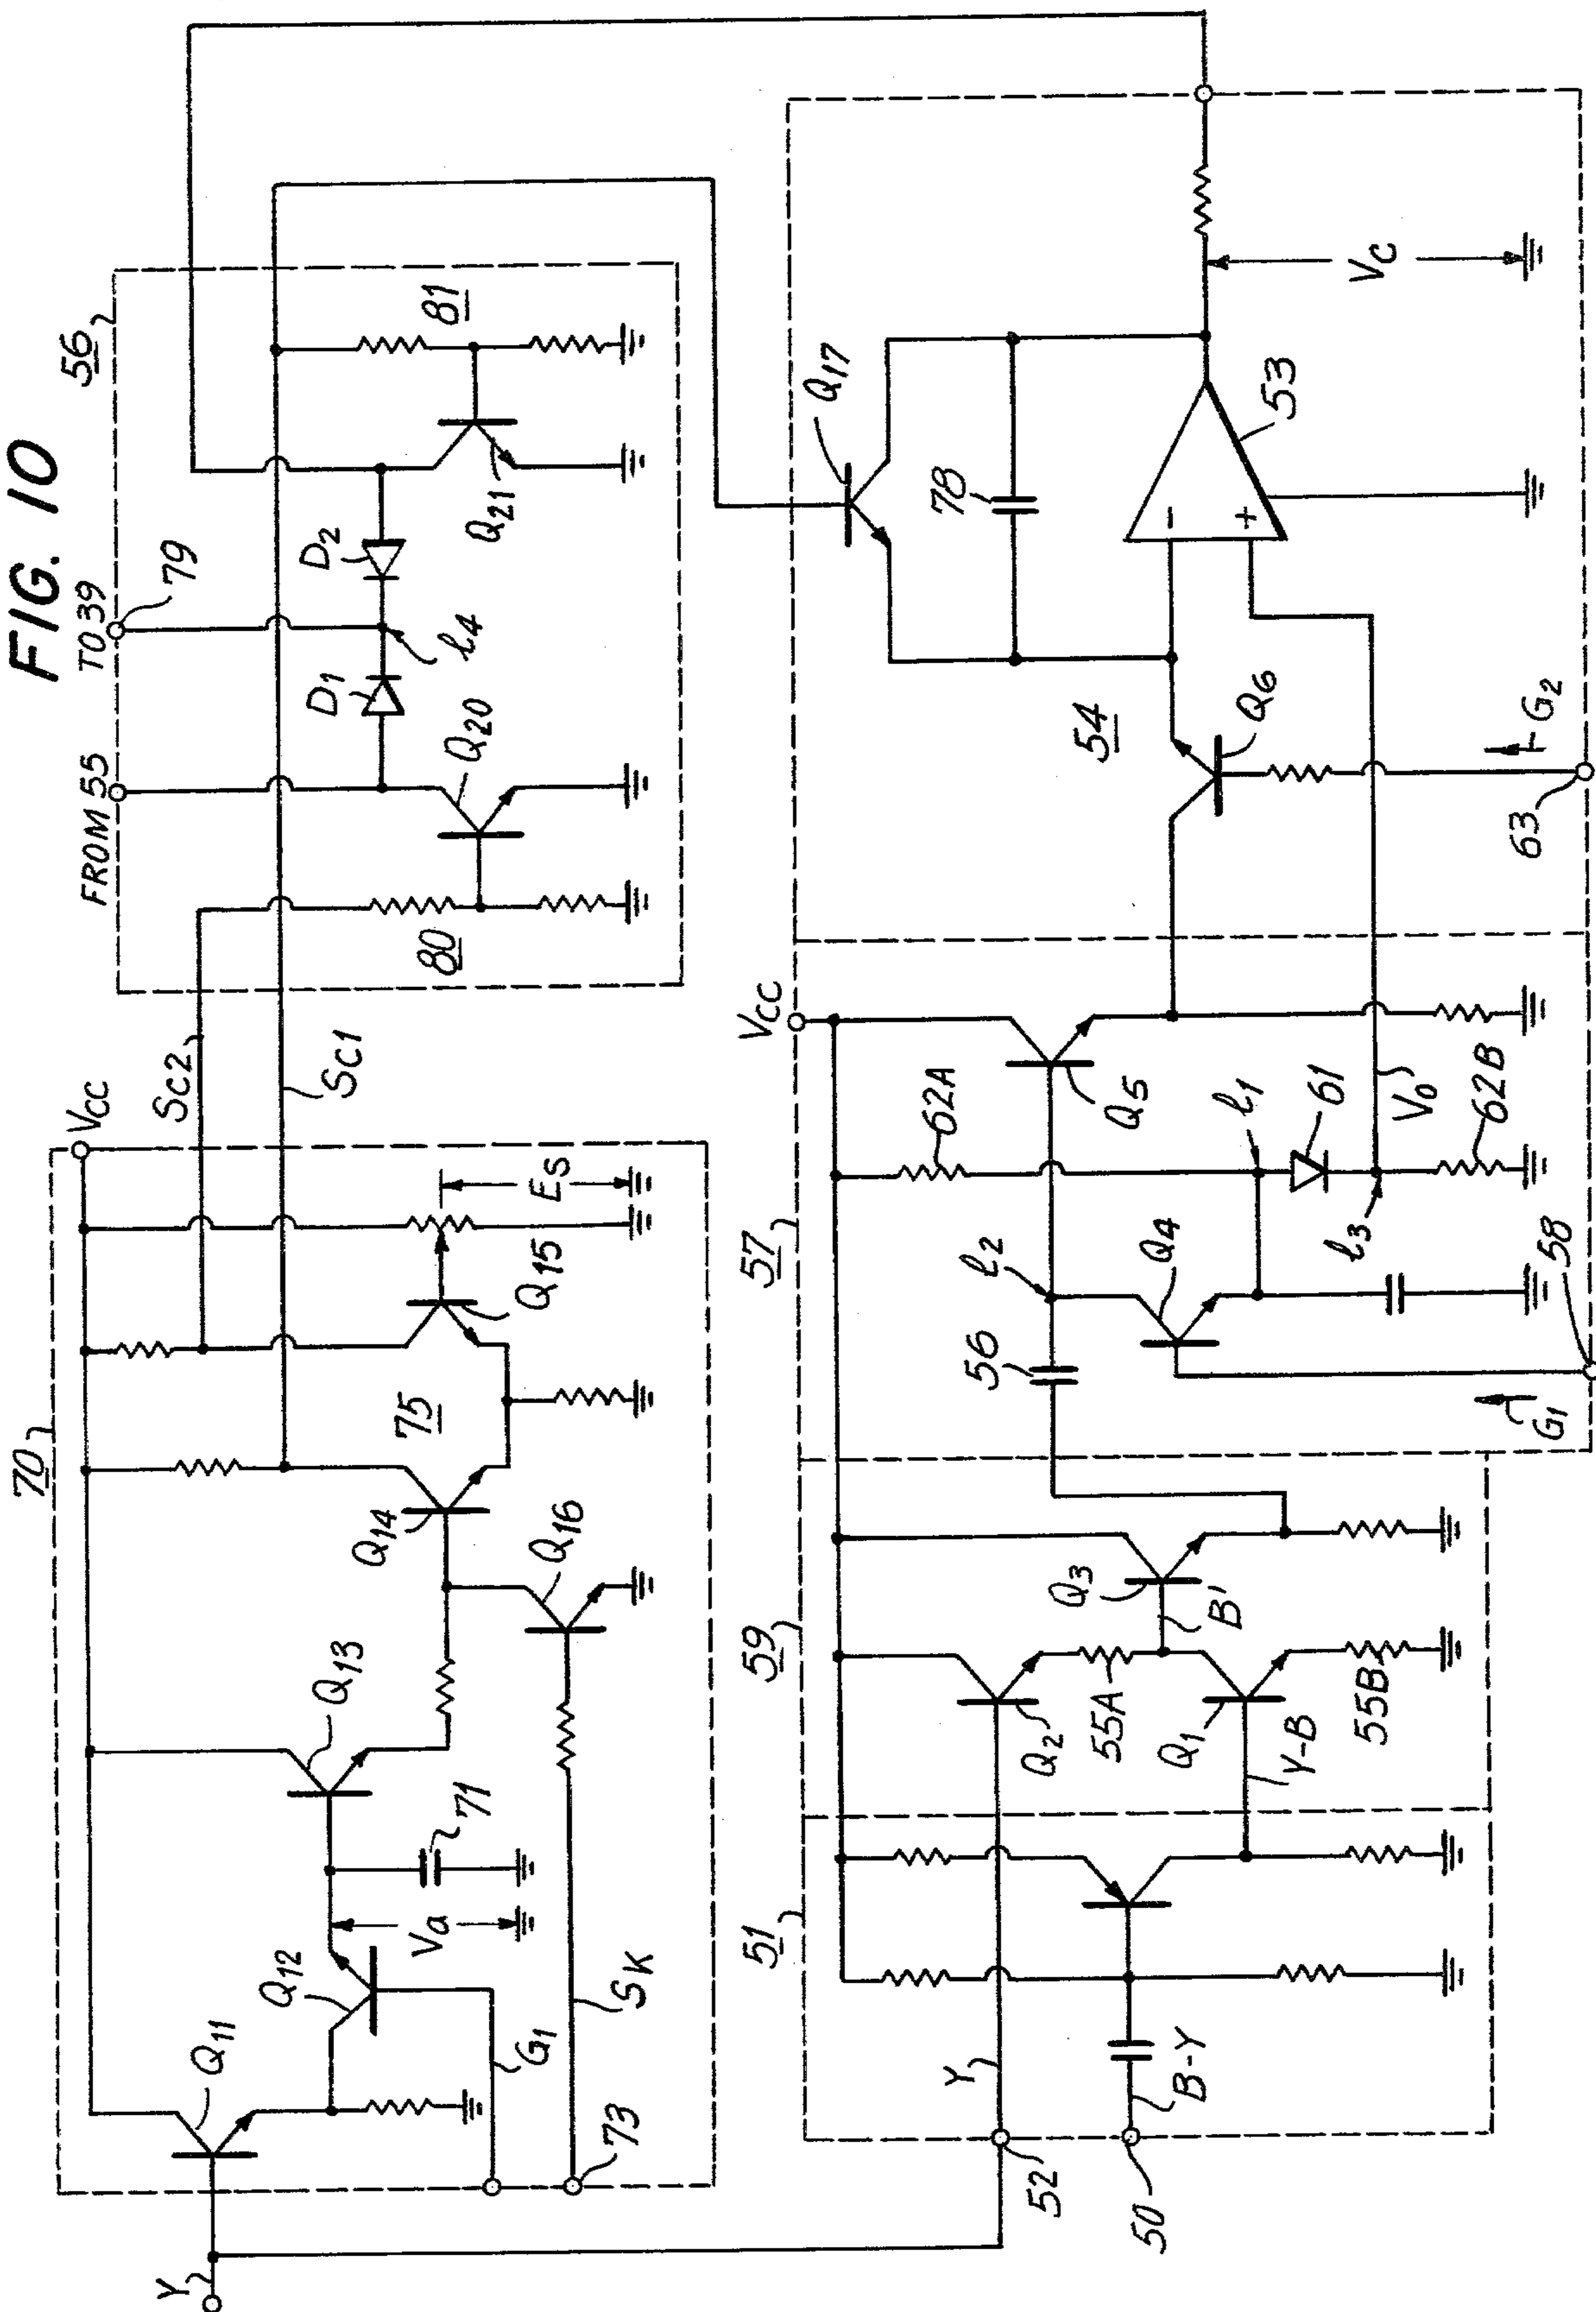 FIG. 10
70
VCC
SC2
FROM 55
TO 39
79
56
Y
Q11
Q12
Va
71
Q13
Q14
75
Q15
ES
Q16
G1
SK
73
SC1
80
Q20
D1
l4
D2
Q21
81
52'
50
Y
B-Y
51
Y-B
59
Q2
55A
Q1
55B
Q3
B'
57
56
l2
Q4
G1
58
VCC
62A
Q5
l1
61
l3
V0
62B
54
Q6
G2
63
Q17
78
-
+
53
VC